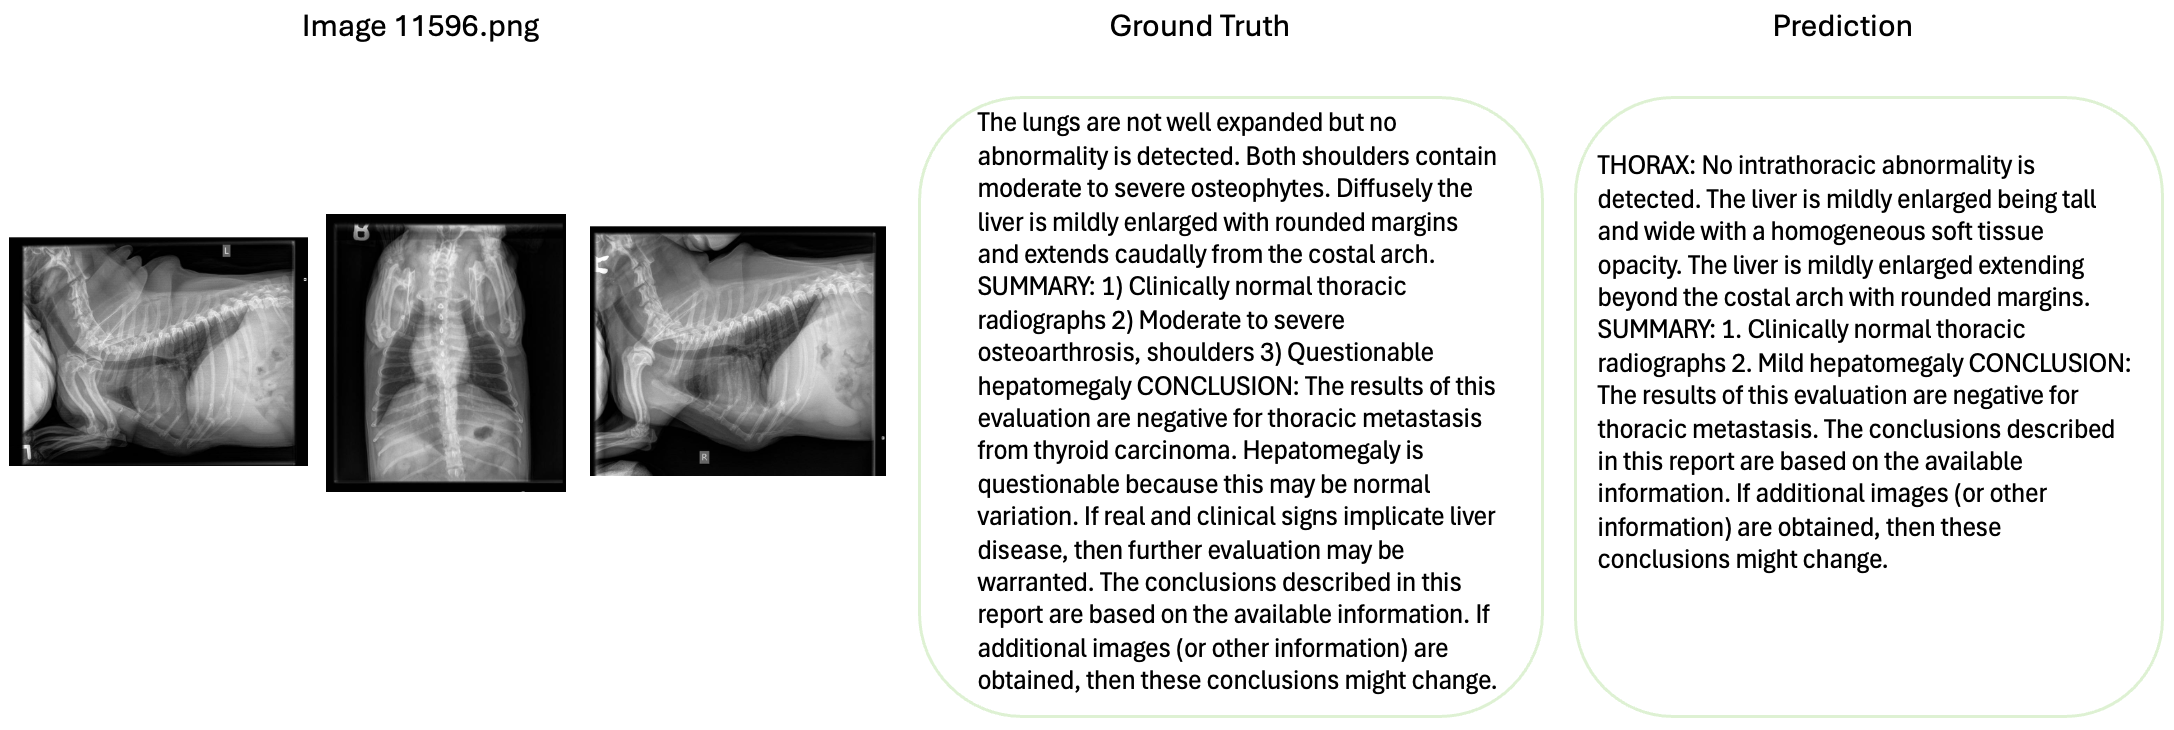 Image 11596.png
Ground Truth
Prediction
L
R
The lungs are not well expanded but no
abnormality is detected. Both shoulders contain
moderate to severe osteophytes. Diffusely the
liver is mildly enlarged with rounded margins
and extends caudally from the costal arch.
SUMMARY: 1) Clinically normal thoracic
radiographs 2) Moderate to severe
osteoarthrosis, shoulders 3) Questionable
hepatomegaly CONCLUSION: The results of this
evaluation are negative for thoracic metastasis
from thyroid carcinoma. Hepatomegaly is
questionable because this may be normal
variation. If real and clinical signs implicate liver
disease, then further evaluation may be
warranted. The conclusions described in this
report are based on the available information. If
additional images (or other information) are
obtained, then these conclusions might change.
THORAX: No intrathoracic abnormality is
detected. The liver is mildly enlarged being tall
and wide with a homogeneous soft tissue
opacity. The liver is mildly enlarged extending
beyond the costal arch with rounded margins.
SUMMARY: 1. Clinically normal thoracic
radiographs 2. Mild hepatomegaly CONCLUSION:
The results of this evaluation are negative for
thoracic metastasis. The conclusions described
in this report are based on the available
information. If additional images (or other
information) are obtained, then these
conclusions might change.